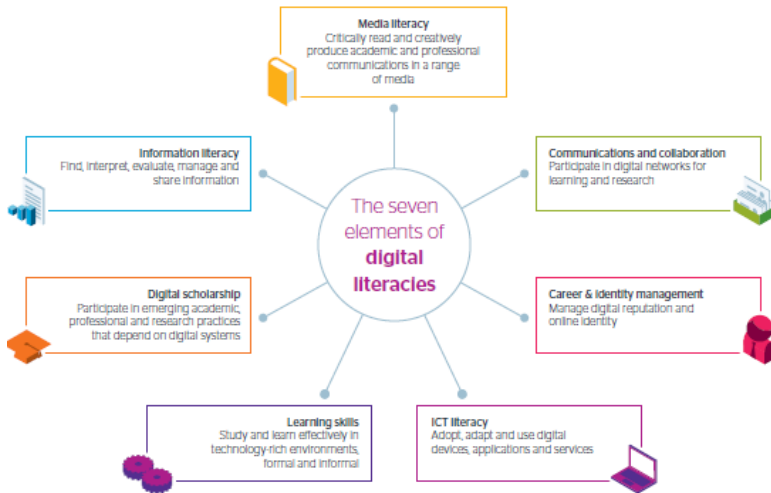 Media literacy
Critically read and creatively
produce academic and professional
communications in a range
of media
Information literacy
Find, interpret, evaluate, manage and
share information
Communications and collaboration
Participate in digital networks for
learning and research
The seven
elements of
digital
literacies
Digital scholarship
Participate in emerging academic,
professional and research practices
that depend on digital systems
Career & identity management
Manage digital reputation and
online identity
Learning skills
Study and learn effectively in
technology-rich environments,
formal and informal
ICT literacy
Adopt, adapt and use digital
devices, applications and services